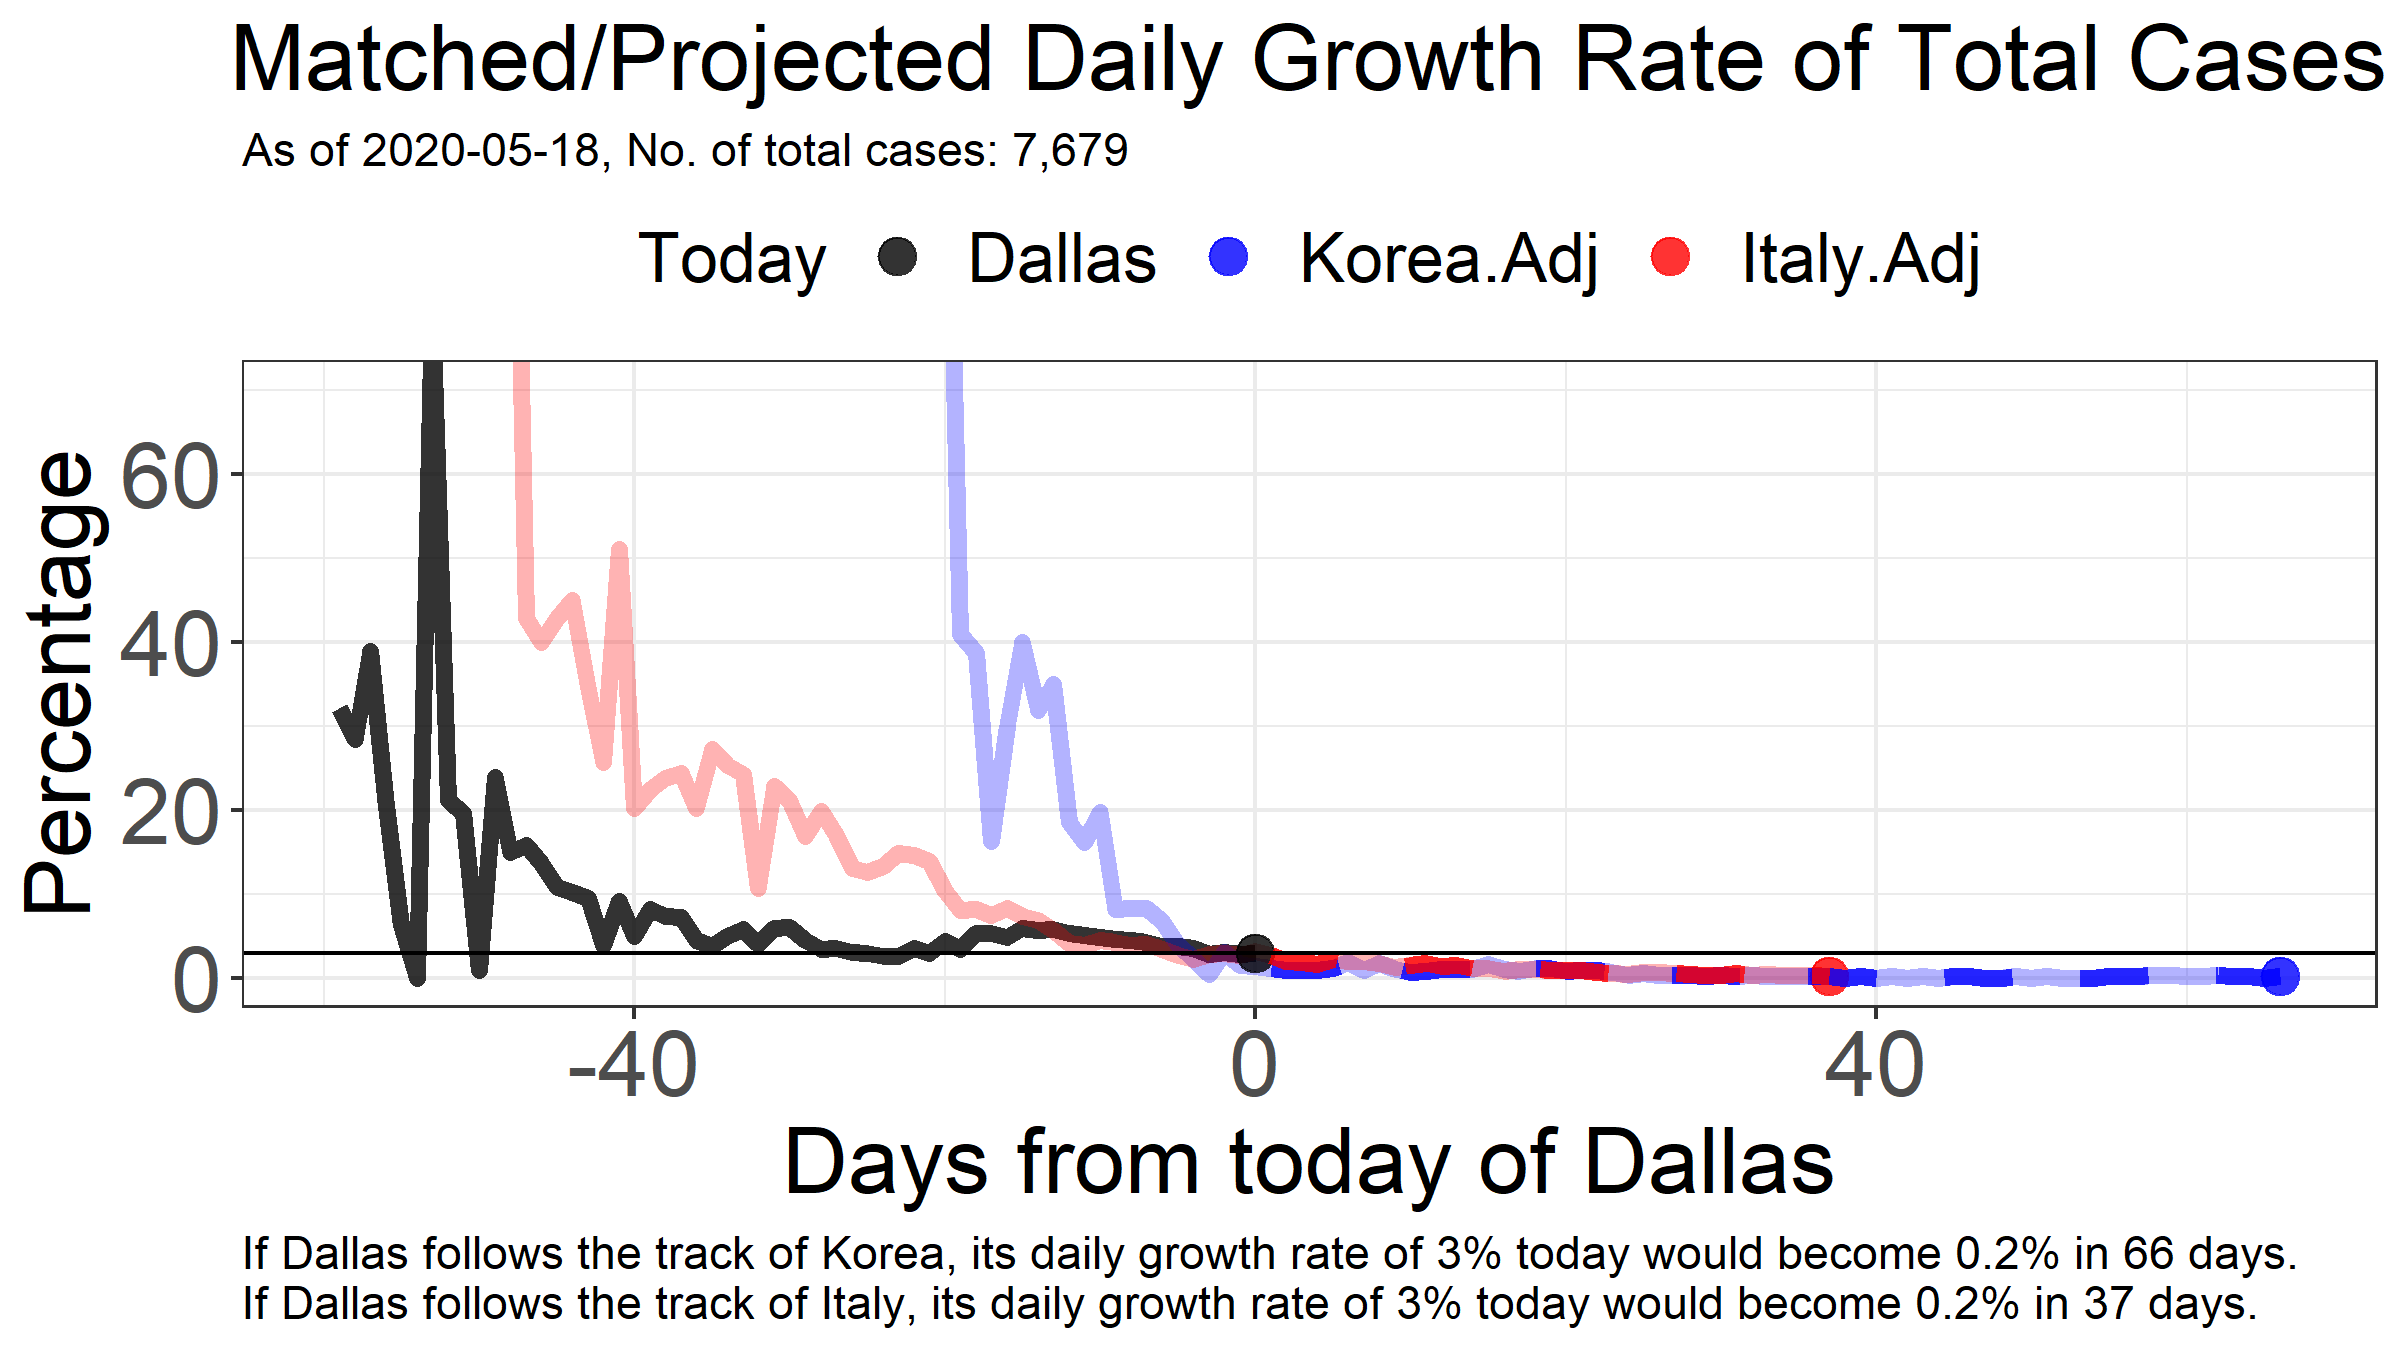 Matched/Projected Daily Growth Rate of Total Cases
As of 2020-05-18, No. of total cases: 7,679
Today Dallas Korea.Adj Italy.Adj
Percentage
60
40
20
0
-40 0 40
Days from today of Dallas
If Dallas follows the track of Korea, its daily growth rate of 3% today would become 0.2% in 66 days.
If Dallas follows the track of Italy, its daily growth rate of 3% today would become 0.2% in 37 days.